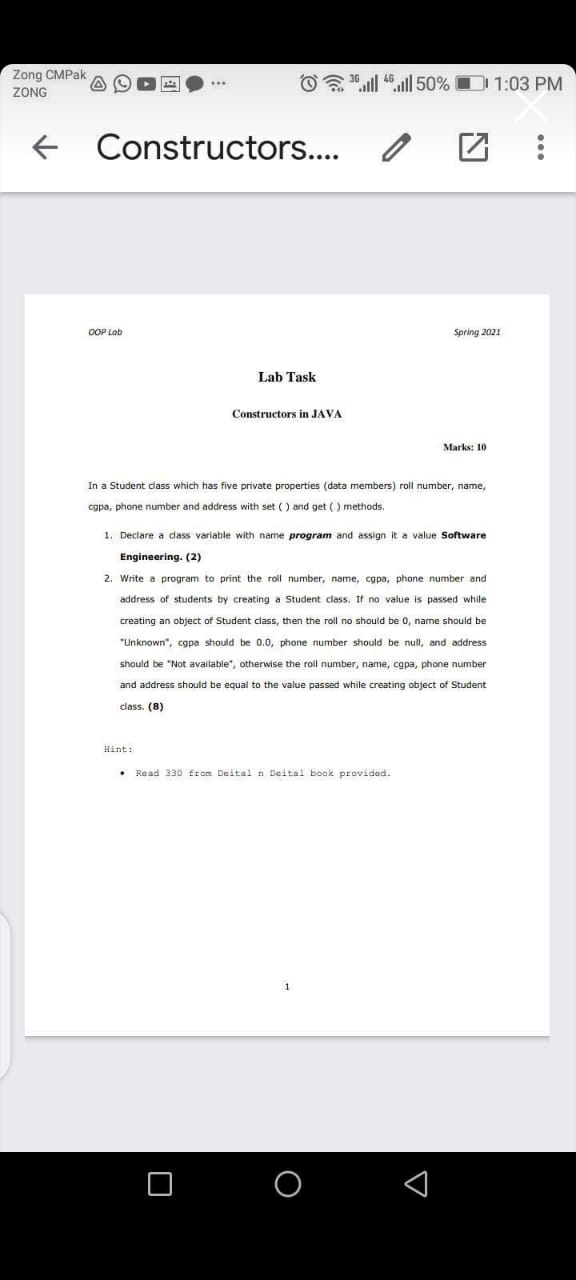 Zong CMPak
ZONG
3G 4G 50% 1:03 PM
Constructors....
OOP Lab Spring 2021
Lab Task
Constructors in JAVA
Marks: 10
In a Student class which has five private properties (data members) roll number, name,
cgpa, phone number and address with set ( ) and get ( ) methods.
1. Declare a class variable with name program and assign it a value Software
Engineering. (2)
2. Write a program to print the roll number, name, cgpa, phone number and
address of students by creating a Student class. If no value is passed while
creating an object of Student class, then the roll no should be 0, name should be
"Unknown", cgpa should be 0.0, phone number should be null, and address
should be "Not available", otherwise the roll number, name, cgpa, phone number
and address should be equal to the value passed while creating object of Student
class. (8)
Hint:
• Read 330 from Deital n Deital book provided.
1